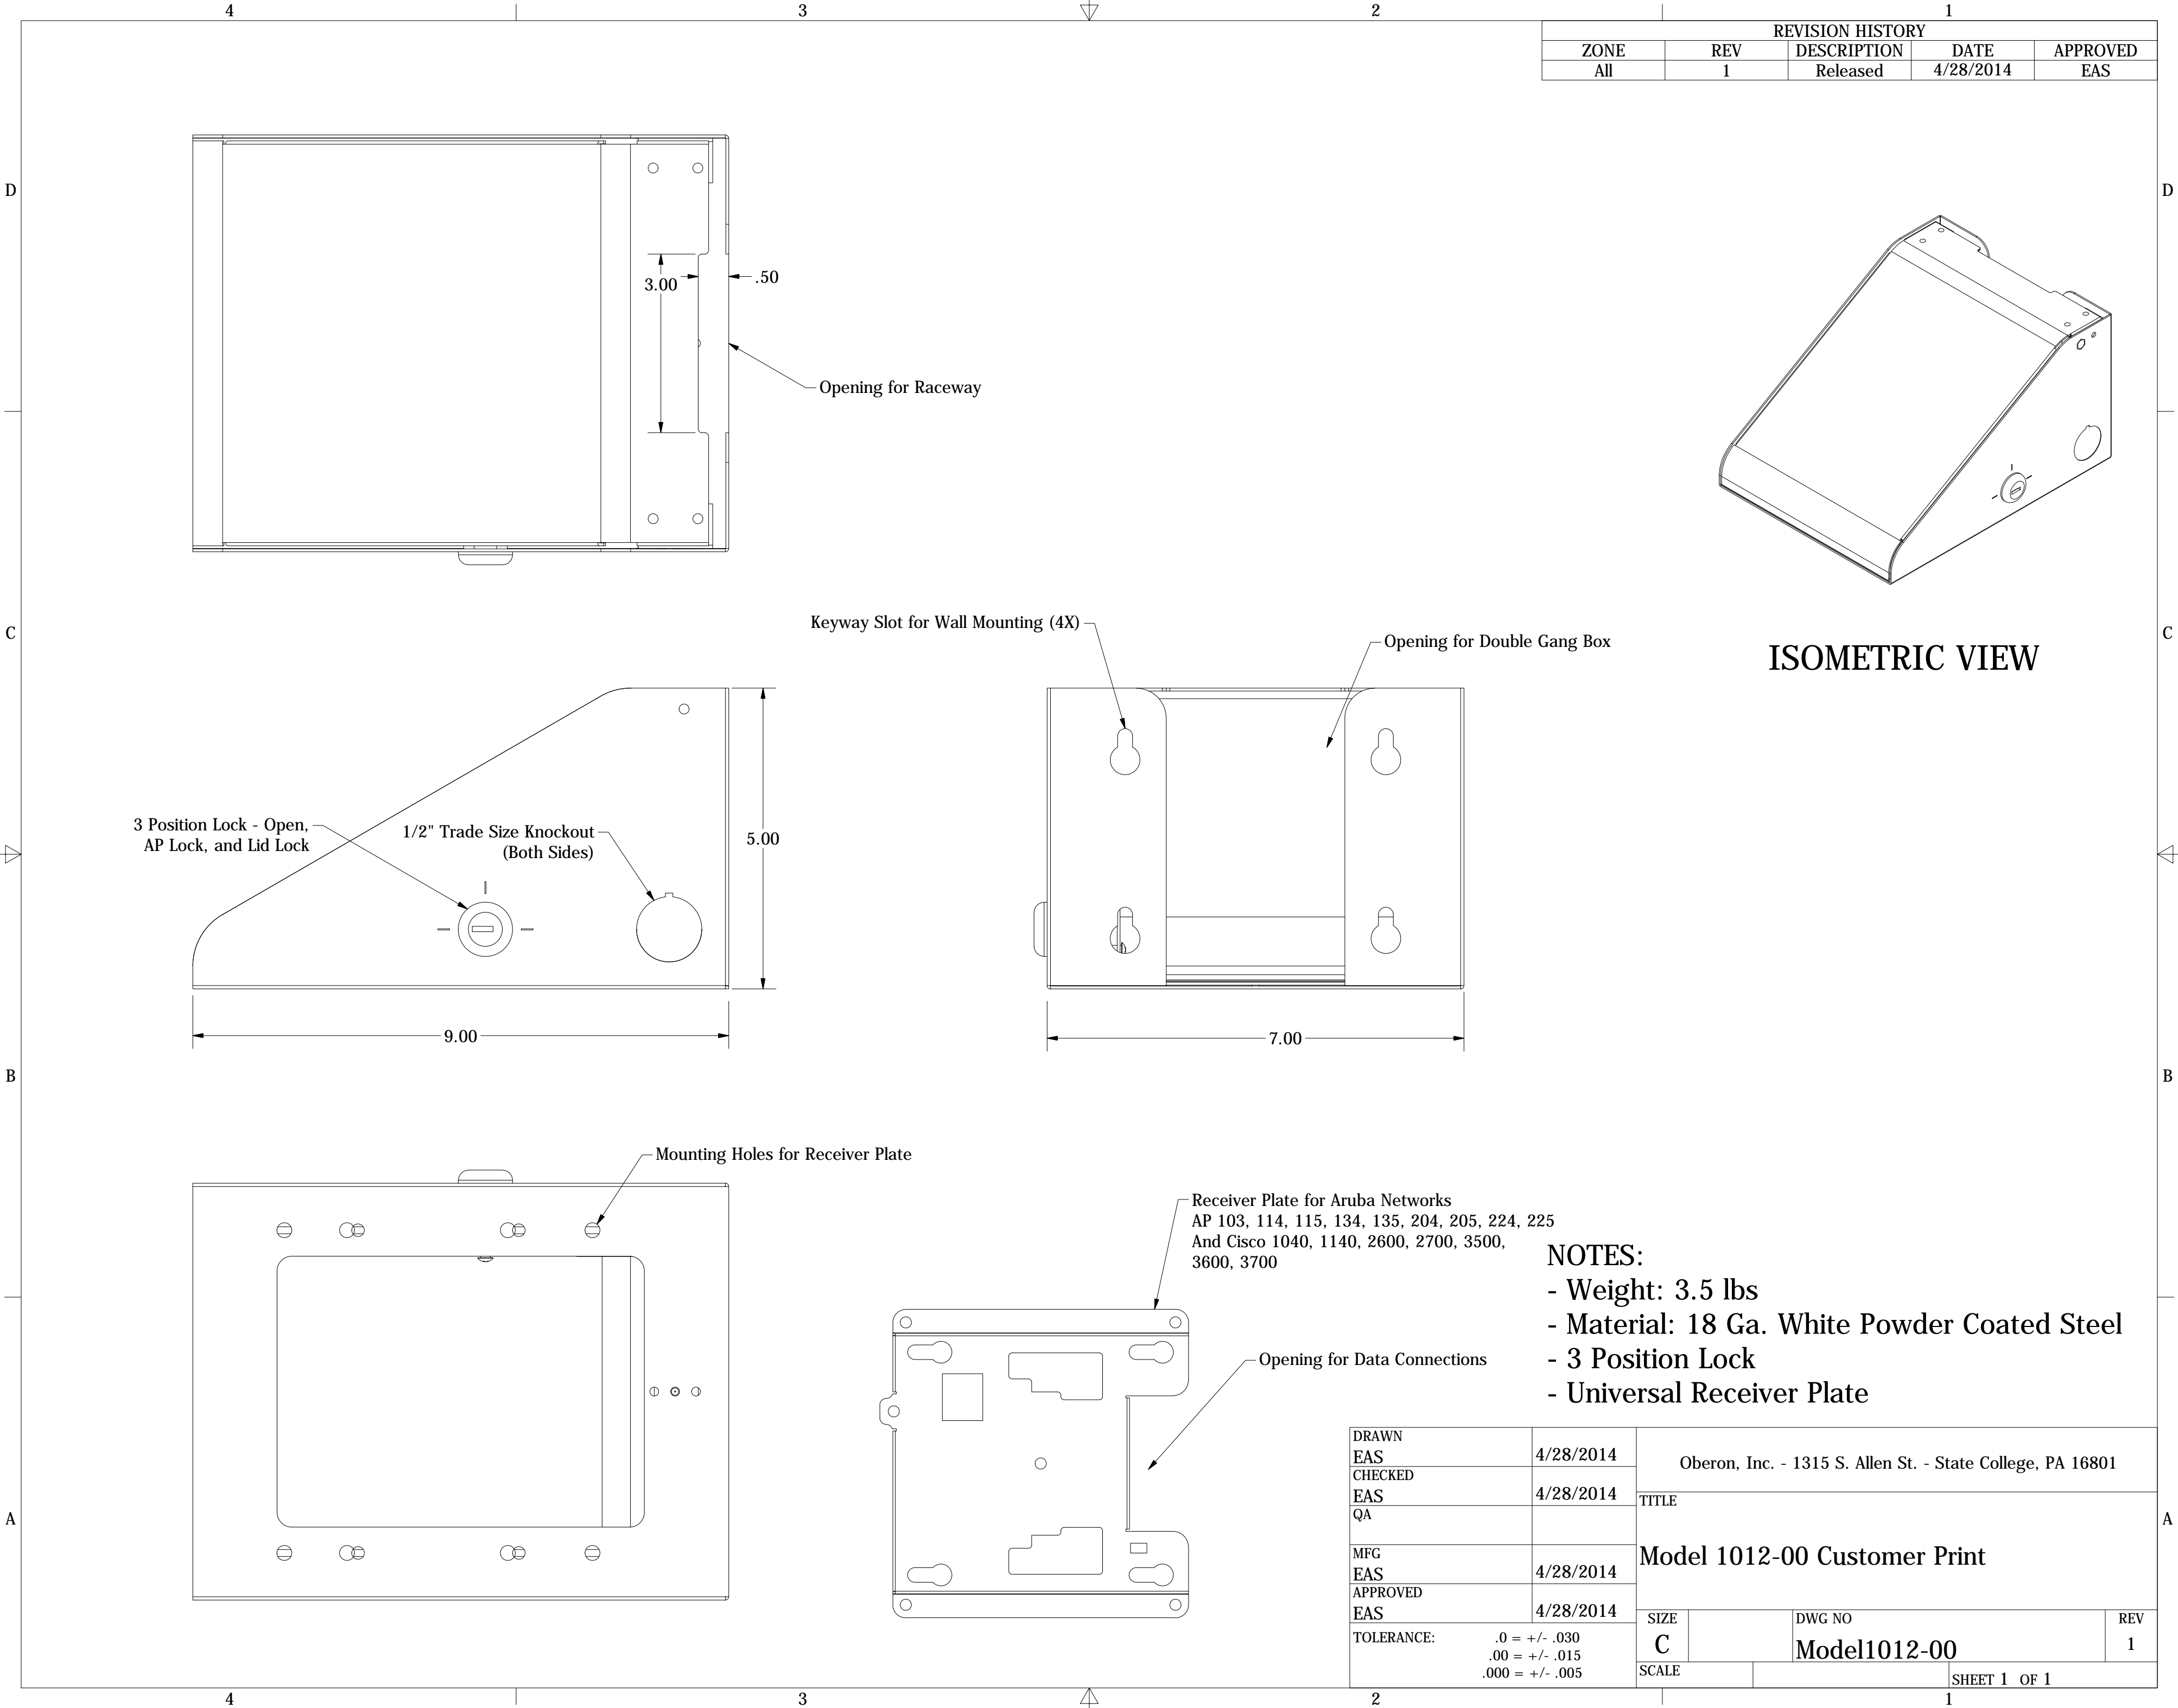 4 3 2 1
REVISION HISTORY
ZONE REV DESCRIPTION DATE APPROVED
All 1 Released 4/28/2014 EAS
D D
3.00
.50
Opening for Raceway
C C
ISOMETRIC VIEW
Keyway Slot for Wall Mounting (4X)
Opening for Double Gang Box
3 Position Lock - Open,
AP Lock, and Lid Lock
1/2" Trade Size Knockout
(Both Sides)
5.00
9.00
7.00
B B
Mounting Holes for Receiver Plate
Receiver Plate for Aruba Networks
AP 103, 114, 115, 134, 135, 204, 205, 224, 225
And Cisco 1040, 1140, 2600, 2700, 3500,
3600, 3700
Opening for Data Connections
NOTES:
- Weight: 3.5 lbs
- Material: 18 Ga. White Powder Coated Steel
- 3 Position Lock
- Universal Receiver Plate
A A
DRAWN
EAS 4/28/2014
CHECKED
EAS 4/28/2014
QA
MFG
EAS 4/28/2014
APPROVED
EAS 4/28/2014
TOLERANCE: .0 = +/- .030
.00 = +/- .015
.000 = +/- .005
Oberon, Inc. - 1315 S. Allen St. - State College, PA 16801
TITLE
Model 1012-00 Customer Print
SIZE
C
DWG NO
Model1012-00
REV
1
SCALE
SHEET 1 OF 1
4 3 2 1